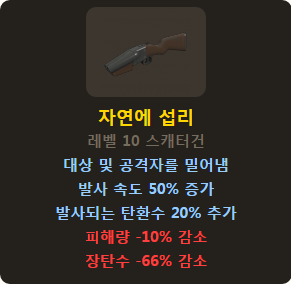 자연에 섭리
레벨 10 스캐터건
대상 및 공격자를 밀어냄
발사 속도 50% 증가
발사되는 탄환수 20% 추가
피해량 -10% 감소
장탄수 -66% 감소